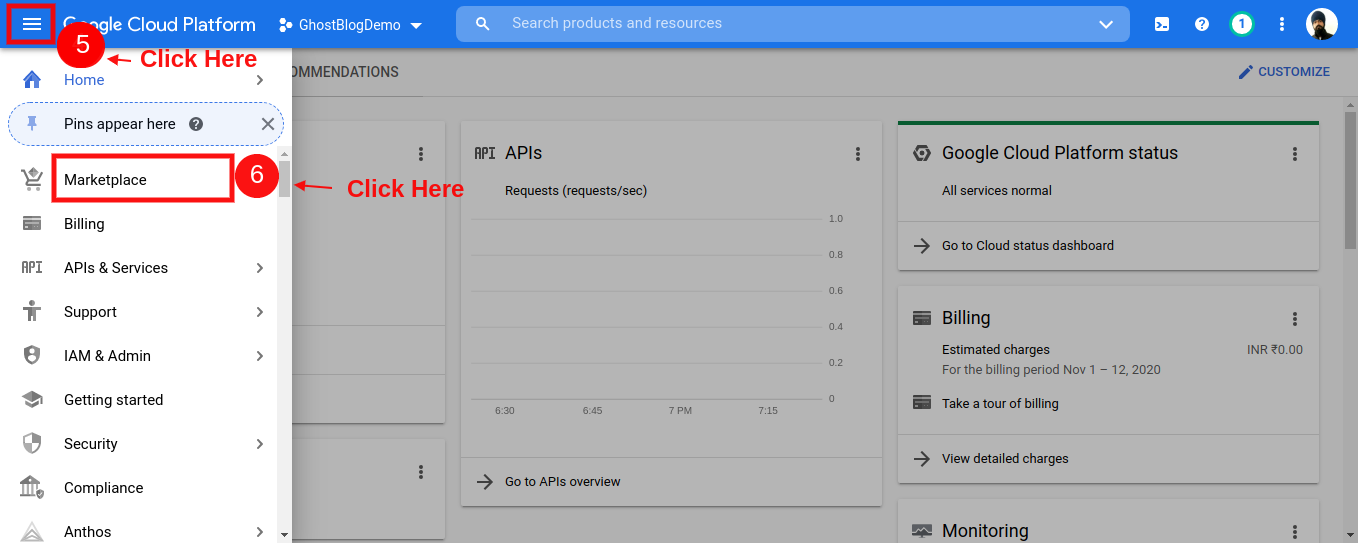 Google Cloud Platform
GhostBlogDemo
Search products and resources
1
5
Click Here
Home
OMMENDATIONS
CUSTOMIZE
Pins appear here
Marketplace
6
Click Here
Billing
API
APIs & Services
Support
IAM & Admin
Getting started
Security
Compliance
Anthos
API
APIs
Requests (requests/sec)
1.0
0.8
0.6
0.4
0.2
0
6:30
6:45
7 PM
7:15
Go to APIs overview
Google Cloud Platform status
All services normal
Go to Cloud status dashboard
Billing
Estimated charges
INR ₹0.00
For the billing period Nov 1 – 12, 2020
Take a tour of billing
View detailed charges
Monitoring